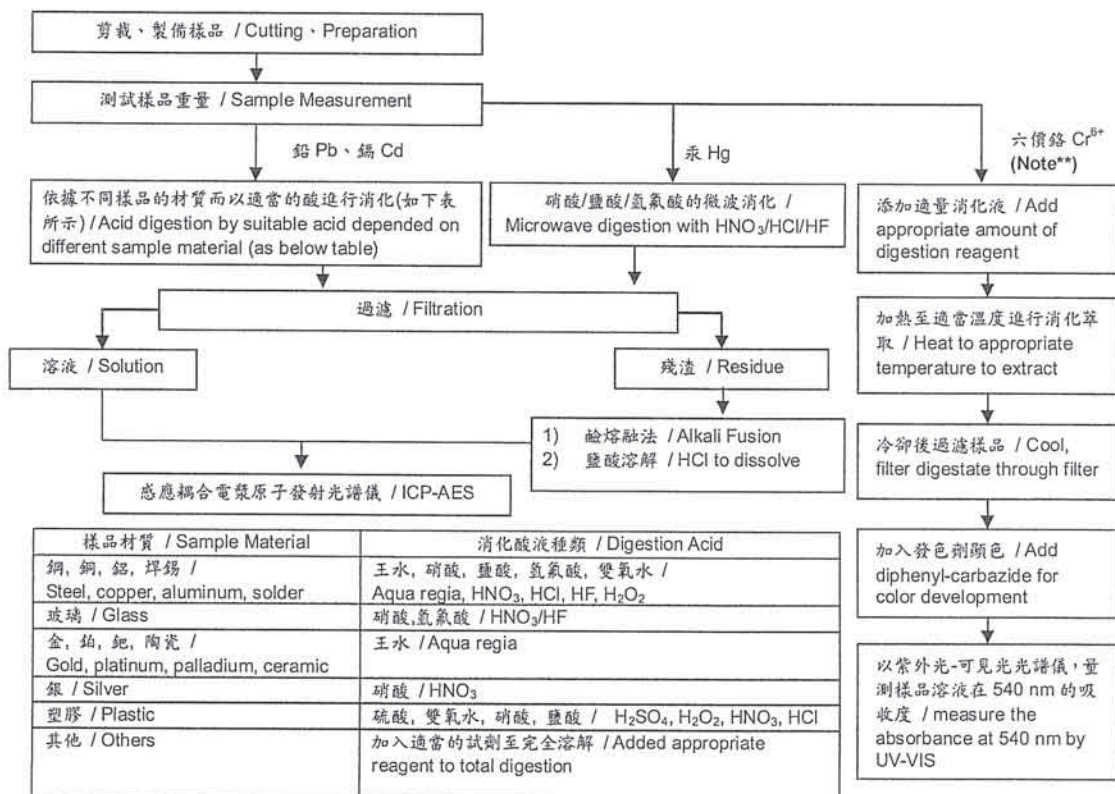 剪裁、製備樣品 / Cutting、Preparation
測試樣品重量 / Sample Measurement
鉛 Pb、鎘 Cd
汞 Hg
六價鉻 Cr⁶⁺
(Note**)
依據不同樣品的材質而以適當的酸進行消化(如下表
所示) / Acid digestion by suitable acid depended on
different sample material (as below table)
硝酸/鹽酸/氫氟酸的微波消化 /
Microwave digestion with HNO₃/HCl/HF
添加適量消化液 / Add
appropriate amount of
digestion reagent
過濾 / Filtration
加熱至適當溫度進行消化萃
取 / Heat to appropriate
temperature to extract
溶液 / Solution
殘渣 / Residue
1) 鹼熔融法 / Alkali Fusion
2) 鹽酸溶解 / HCl to dissolve
冷卻後過濾樣品 / Cool,
filter digestate through filter
感應耦合電漿原子發射光譜儀 / ICP-AES
加入發色劑顯色 / Add
diphenyl-carbazide for
color development
以紫外光-可見光光譜儀，量
測樣品溶液在 540 nm 的吸
收度 / measure the
absorbance at 540 nm by
UV-VIS
樣品材質 / Sample Material
消化酸液種類 / Digestion Acid
鋼, 銅, 鋁, 焊錫 /
Steel, copper, aluminum, solder
王水, 硝酸, 鹽酸, 氫氟酸, 雙氧水 /
Aqua regia, HNO₃, HCl, HF, H₂O₂
玻璃 / Glass
硝酸,氫氟酸 / HNO₃/HF
金, 鉑, 鈀, 陶瓷 /
Gold, platinum, palladium, ceramic
王水 / Aqua regia
銀 / Silver
硝酸 / HNO₃
塑膠 / Plastic
硫酸, 雙氧水, 硝酸, 鹽酸 / H₂SO₄, H₂O₂, HNO₃, HCl
其他 / Others
加入適當的試劑至完全溶解 / Added appropriate
reagent to total digestion